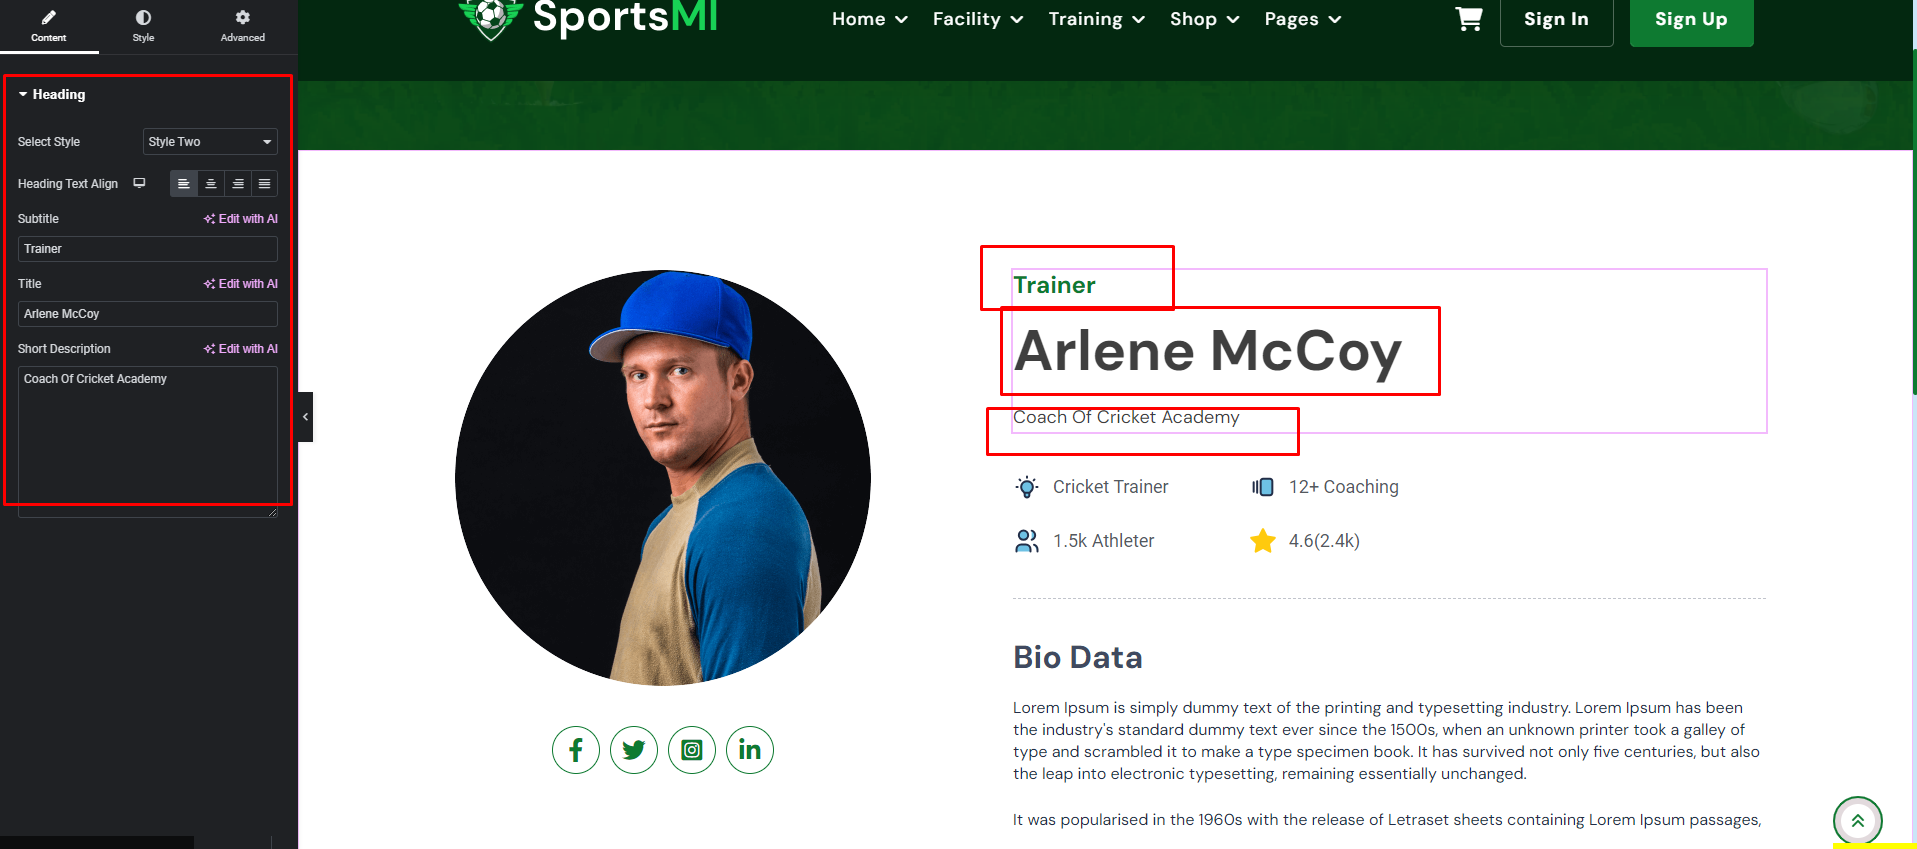 Content
Style
Advanced
Heading
Select Style
Style Two
Heading Text Align
Subtitle
Edit with AI
Trainer
Title
Edit with AI
Arlene McCoy
Short Description
Edit with AI
Coach Of Cricket Academy
SportsMI
Home
Facility
Training
Shop
Pages
Sign In
Sign Up
Trainer
Arlene McCoy
Coach Of Cricket Academy
Cricket Trainer
12+ Coaching
1.5k Athleter
4.6(2.4k)
Bio Data
Lorem Ipsum is simply dummy text of the printing and typesetting industry. Lorem Ipsum has been
the industry's standard dummy text ever since the 1500s, when an unknown printer took a galley of
type and scrambled it to make a type specimen book. It has survived not only five centuries, but also
the leap into electronic typesetting, remaining essentially unchanged.
It was popularised in the 1960s with the release of Letraset sheets containing Lorem Ipsum passages,